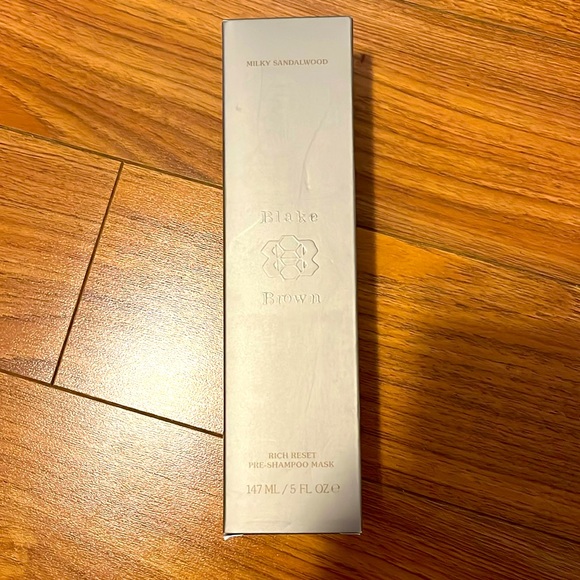 MILKY SANDALWOOD
Blake
Brown
RICH RESET
PRE-SHAMPOO MASK
147 ML / 5 FL OZ ℮